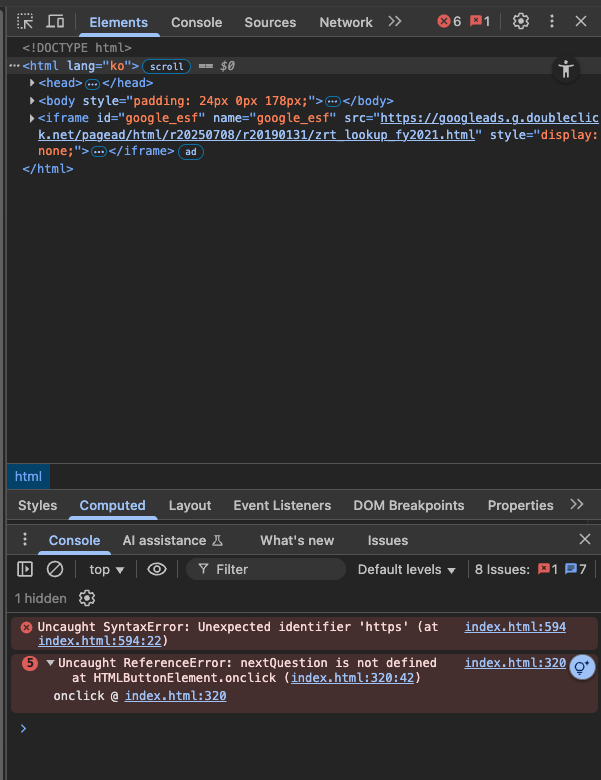 Elements Console Sources Network 6 1
<!DOCTYPE html>
<html lang="ko"> scroll == $0
<head> </head>
<body style="padding: 24px 0px 178px;"> </body>
<iframe id="google_esf" name="google_esf" src="https://googleads.g.doubleclic
k.net/pagead/html/r20250708/r20190131/zrt_lookup_fy2021.html" style="display:
none;"> </iframe> ad
</html>
html
Styles Computed Layout Event Listeners DOM Breakpoints Properties
Console AI assistance What's new Issues
top Filter Default levels 8 Issues: 1 7
1 hidden
Uncaught SyntaxError: Unexpected identifier 'https' (at index.html:594
index.html:594:22)
5 Uncaught ReferenceError: nextQuestion is not defined index.html:320
at HTMLButtonElement.onclick (index.html:320:42)
onclick @ index.html:320